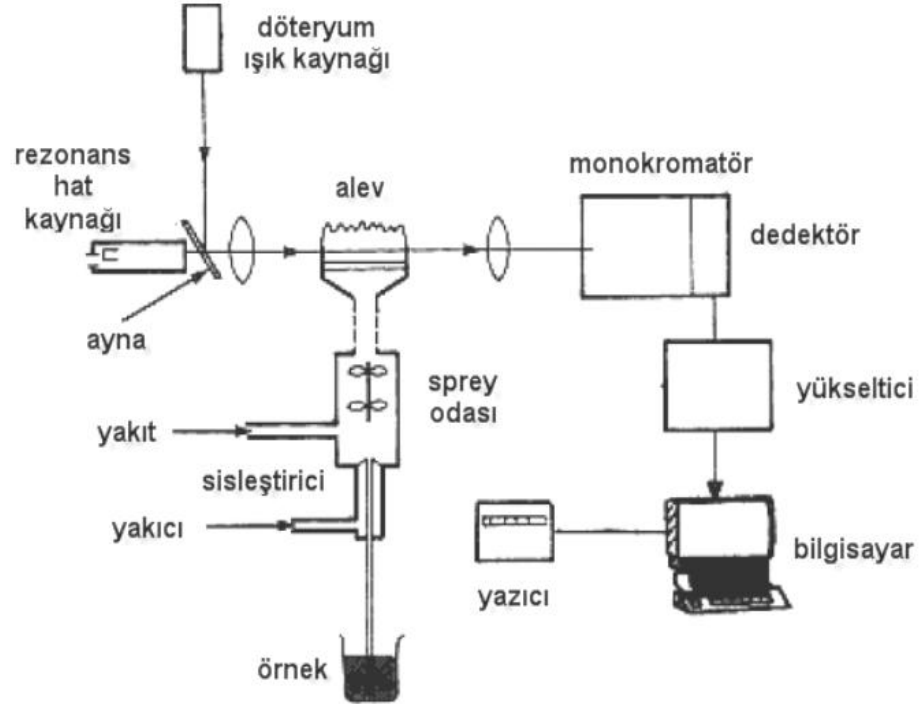 döteryum
ışık kaynağı
rezonans
hat
kaynağı
alev
monokromatör
dedektör
ayna
sprey
odası
yükseltici
yakıt
sisleştirici
yakıcı
yazıcı
bilgisayar
örnek